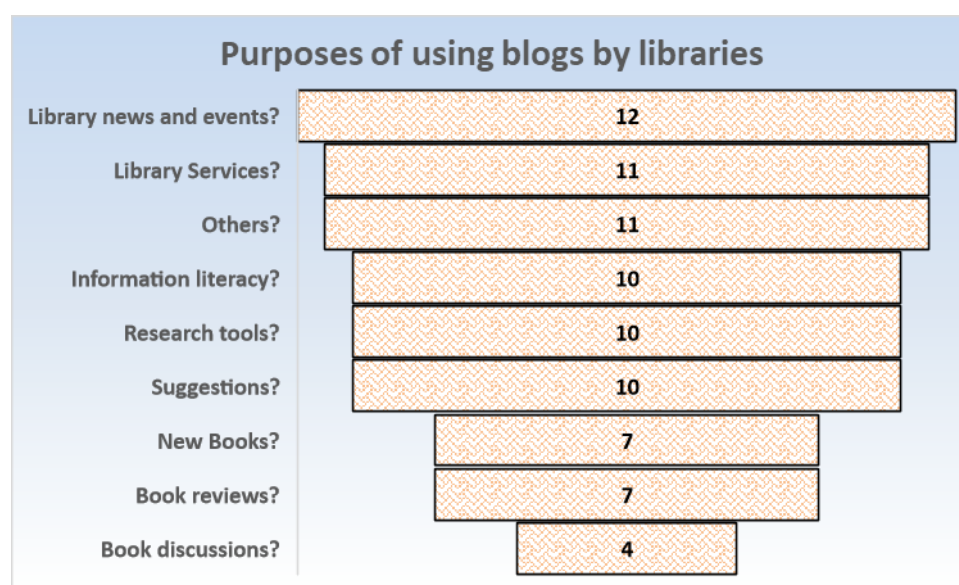 Purposes of using blogs by libraries
Library news and events? 12
Library Services? 11
Others? 11
Information literacy? 10
Research tools? 10
Suggestions? 10
New Books? 7
Book reviews? 7
Book discussions? 4